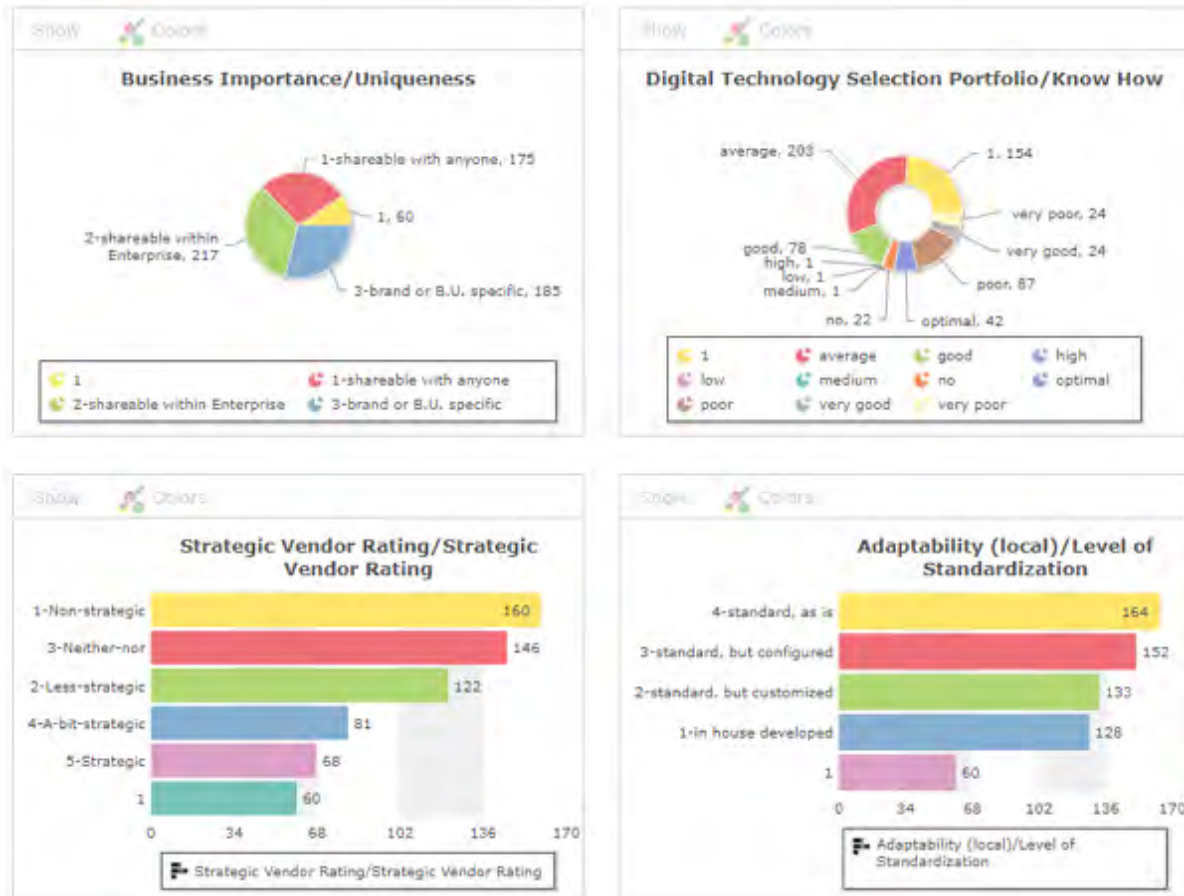 Show Colors
Business Importance/Uniqueness
1-shareable with anyone, 175
1, 60
2-shareable within
Enterprise, 217
3-brand or B.U. specific, 185
1 1-shareable with anyone
2-shareable within Enterprise 3-brand or B.U. specific
Show Colors
Digital Technology Selection Portfolio/Know How
average, 203
1, 154
very poor, 24
very good, 24
good, 78
high, 1
low, 1
medium, 1
poor, 87
no, 22
optimal, 42
1 average good high
low medium no optimal
poor very good very poor
Show Colors
Strategic Vendor Rating/Strategic
Vendor Rating
1-Non-strategic 160
3-Neither-nor 146
2-Less-strategic 122
4-A-bit-strategic 81
5-Strategic 68
1 60
0 34 68 102 136 170
Strategic Vendor Rating/Strategic Vendor Rating
Show Colors
Adaptability (local)/Level of
Standardization
4-standard, as is 164
3-standard, but configured 152
2-standard, but customized 133
1-in house developed 128
1 60
0 34 68 102 136 170
Adaptability (local)/Level of
Standardization